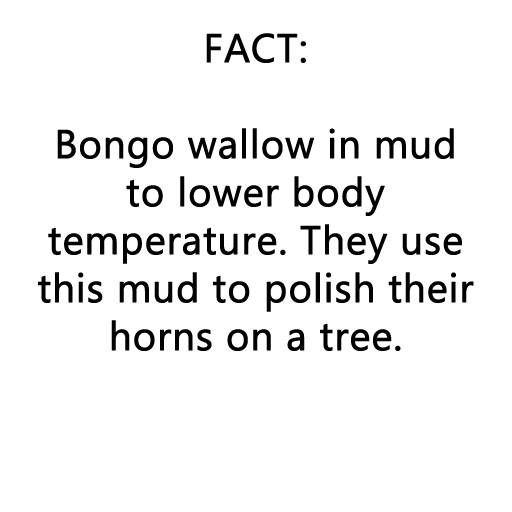 FACT:
Bongo wallow in mud
to lower body
temperature. They use
this mud to polish their
horns on a tree.